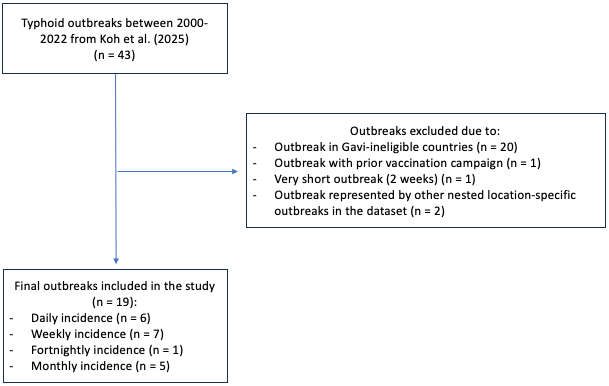 Typhoid outbreaks between 2000-
2022 from Koh et al. (2025)
(n = 43)
Outbreaks excluded due to:
- Outbreak in Gavi-ineligible countries (n = 20)
- Outbreak with prior vaccination campaign (n = 1)
- Very short outbreak (2 weeks) (n = 1)
- Outbreak represented by other nested location-specific
outbreaks in the dataset (n = 2)
Final outbreaks included in the study
(n = 19):
- Daily incidence (n = 6)
- Weekly incidence (n = 7)
- Fortnightly incidence (n = 1)
- Monthly incidence (n = 5)